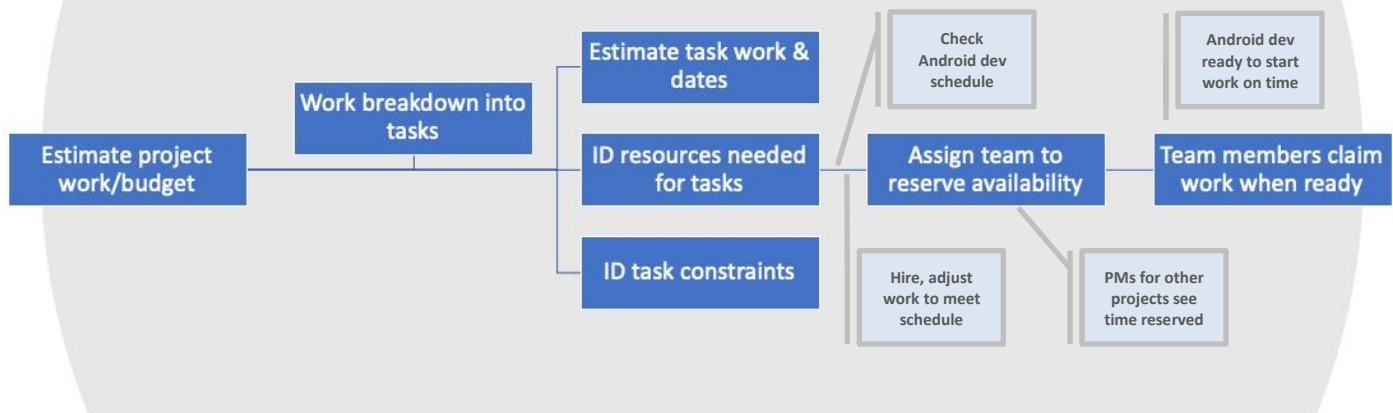 Estimate project
work/budget
Work breakdown into
tasks
Estimate task work &
dates
ID resources needed
for tasks
ID task constraints
Check
Android dev
schedule
Hire, adjust
work to meet
schedule
Assign team to
reserve availability
PMs for other
projects see
time reserved
Android dev
ready to start
work on time
Team members claim
work when ready